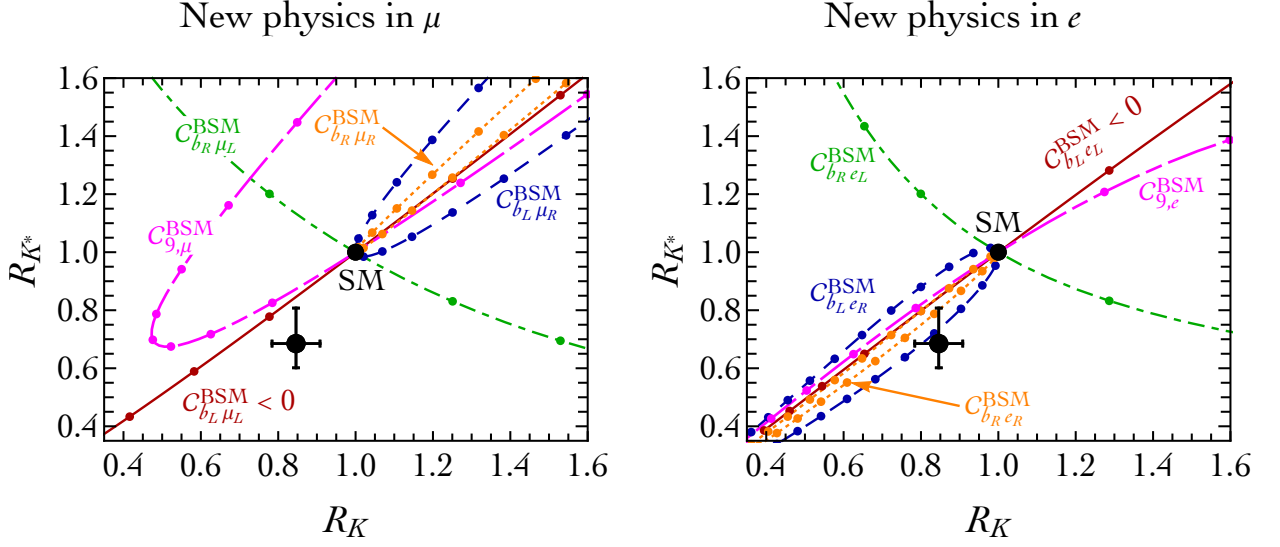 New physics in μ
New physics in e
1.6
1.4
1.2
1.0
0.8
0.6
0.4
R_{K*}
C^{BSM}_{b_R μ_L}
C^{BSM}_{b_R μ_R}
C^{BSM}_{b_L μ_R}
C^{BSM}_{9,μ}
SM
C^{BSM}_{b_L μ_L} < 0
0.4 0.6 0.8 1.0 1.2 1.4 1.6
R_K
1.6
1.4
1.2
1.0
0.8
0.6
0.4
R_{K*}
C^{BSM}_{b_L e_L} < 0
C^{BSM}_{b_R e_L}
C^{BSM}_{9,e}
SM
C^{BSM}_{b_L e_R}
C^{BSM}_{b_R e_R}
0.4 0.6 0.8 1.0 1.2 1.4 1.6
R_K